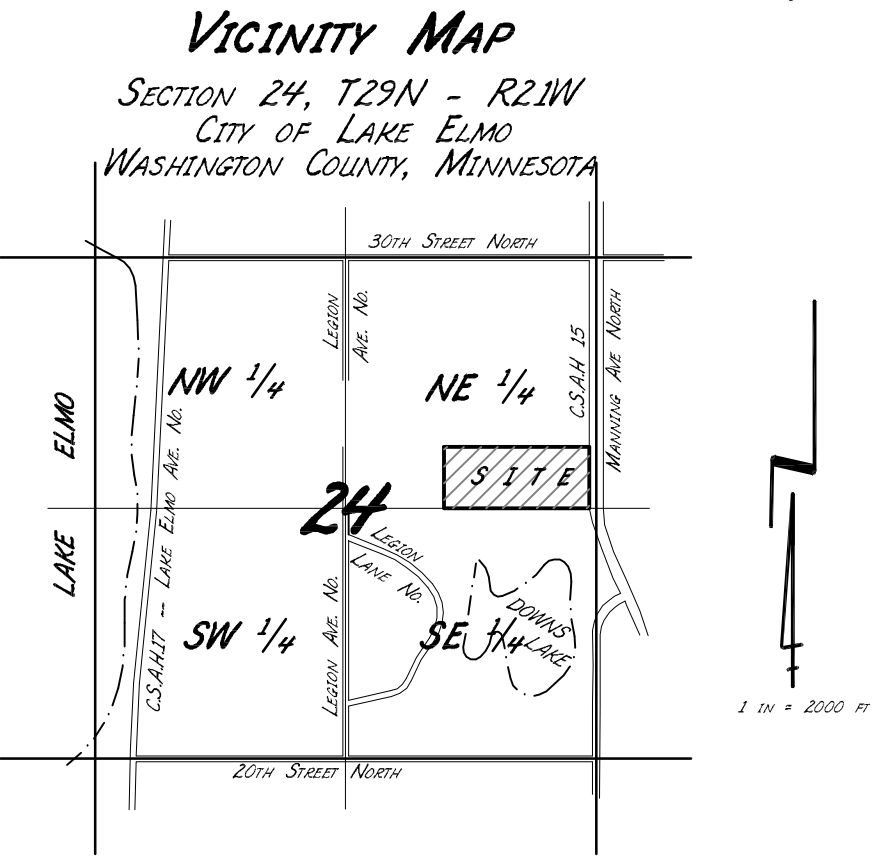 VICINITY MAP
SECTION 24, T29N - R21W
CITY OF LAKE ELMO
WASHINGTON COUNTY, MINNESOTA
30TH STREET NORTH
LEGION
AVE. NO.
C.S.A.H 15
MANNING AVE NORTH
NW 1/4
NE 1/4
LAKE ELMO
C.S.A.H.17 -- LAKE ELMO AVE. NO.
SITE
24
LEGION
LANE NO.
LEGION AVE. NO.
SW 1/4
SE 1/4
DOWNS
LAKE
1 IN = 2000 FT
20TH STREET NORTH